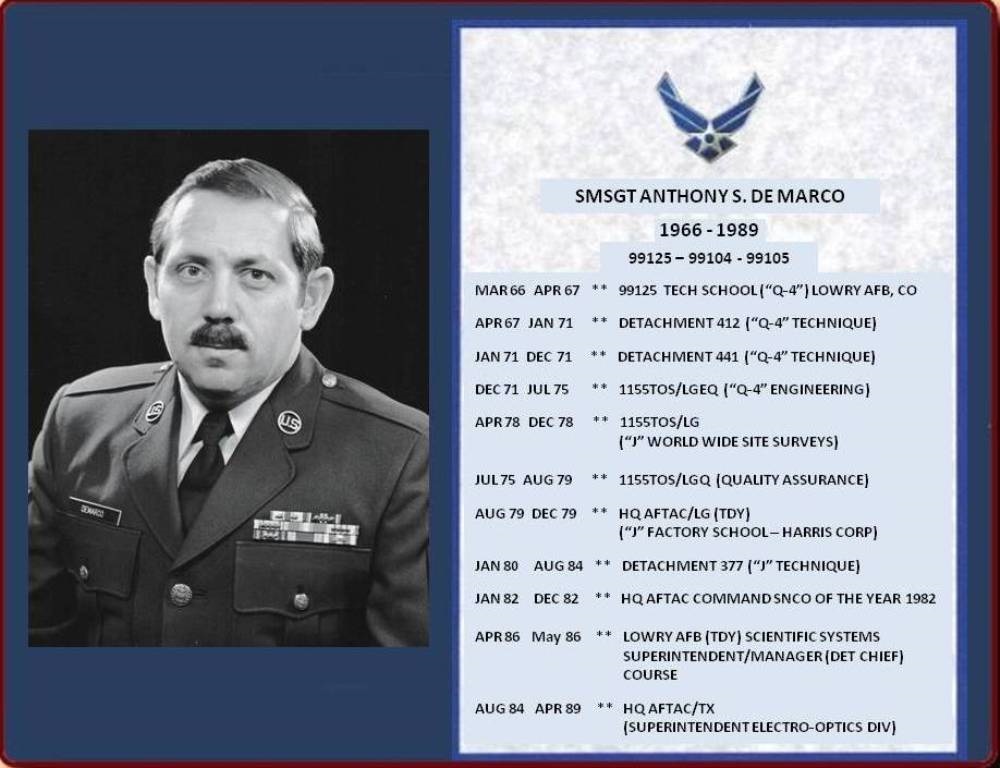 U.S
U.S
DEMARCO
SMSGT ANTHONY S. DE MARCO
1966 - 1989
99125 – 99104 - 99105
MAR 66 APR 67 ** 99125 TECH SCHOOL (“Q-4”) LOWRY AFB, CO
APR 67 JAN 71 ** DETACHMENT 412 (“Q-4” TECHNIQUE)
JAN 71 DEC 71 ** DETACHMENT 441 (“Q-4” TECHNIQUE)
DEC 71 JUL 75 ** 1155TOS/LGEQ (“Q-4” ENGINEERING)
APR 78 DEC 78 ** 1155TOS/LG
(“J” WORLD WIDE SITE SURVEYS)
JUL 75 AUG 79 ** 1155TOS/LGQ (QUALITY ASSURANCE)
AUG 79 DEC 79 ** HQ AFTAC/LG (TDY)
(“J” FACTORY SCHOOL – HARRIS CORP)
JAN 80 AUG 84 ** DETACHMENT 377 (“J” TECHNIQUE)
JAN 82 DEC 82 ** HQ AFTAC COMMAND SNCO OF THE YEAR 1982
APR 86 May 86 ** LOWRY AFB (TDY) SCIENTIFIC SYSTEMS
SUPERINTENDENT/MANAGER (DET CHIEF)
COURSE
AUG 84 APR 89 ** HQ AFTAC/TX
(SUPERINTENDENT ELECTRO-OPTICS DIV)